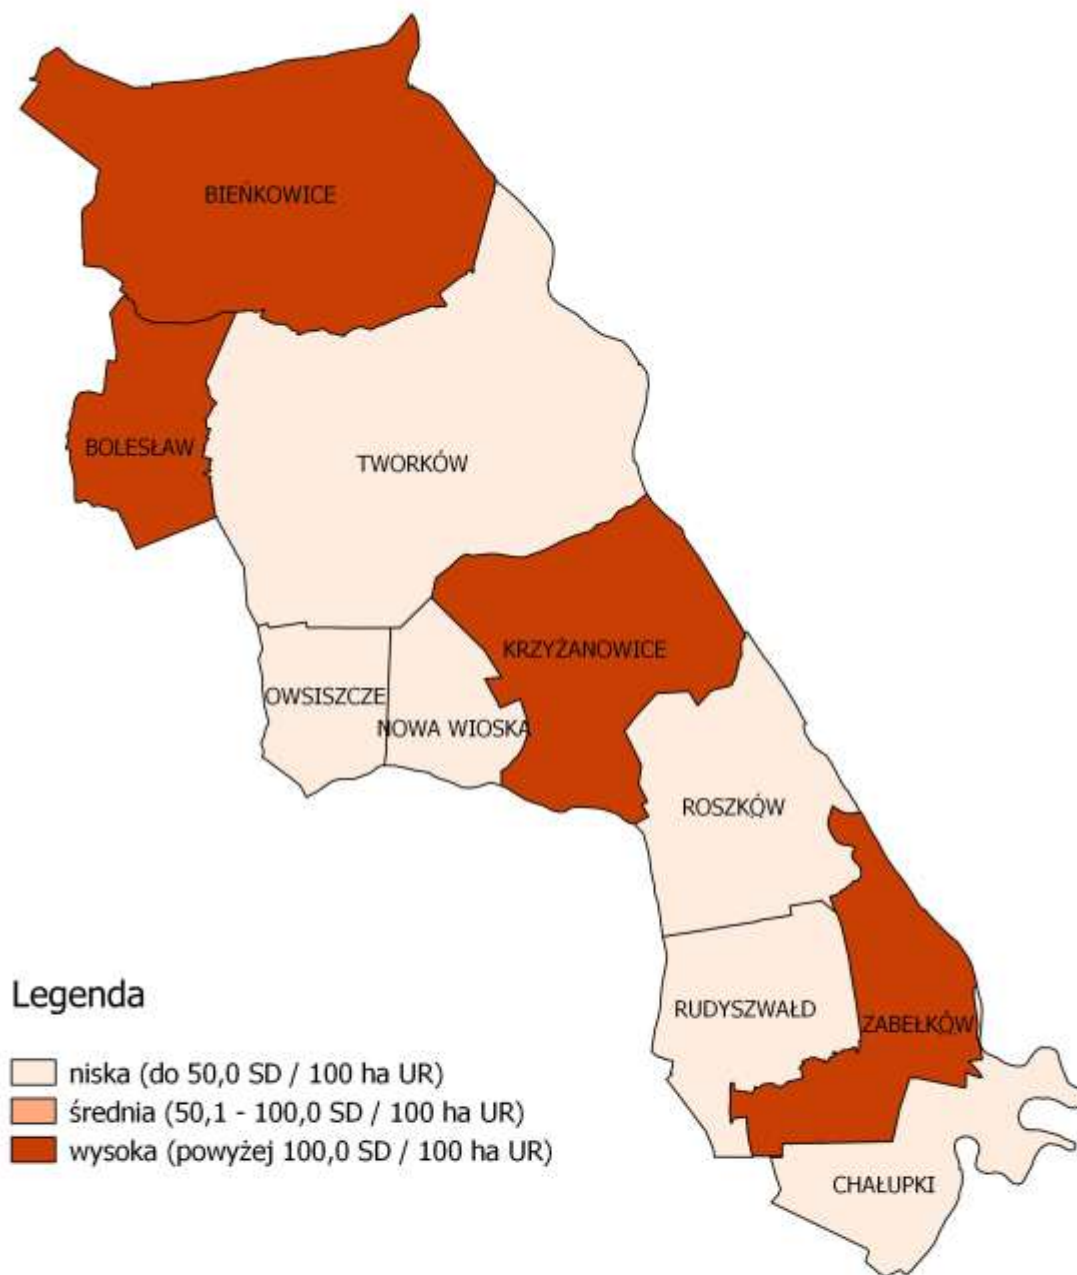 BIEŃKOWICE
BOLESŁAW
TWORKÓW
KRZYŻANOWICE
OWSISZCZE
NOWA WIOSKA
ROSZKÓW
RUDYSZWAŁD
ZABEŁKÓW
CHAŁUPKI
Legenda
niska (do 50,0 SD / 100 ha UR)
średnia (50,1 - 100,0 SD / 100 ha UR)
wysoka (powyżej 100,0 SD / 100 ha UR)